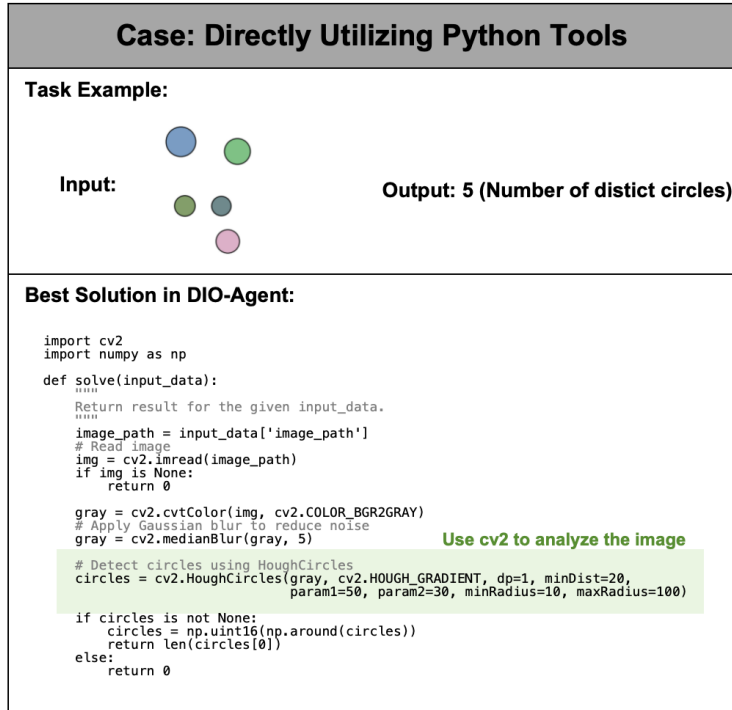 Case: Directly Utilizing Python Tools
Task Example:
Input:
Output: 5 (Number of distict circles)
Best Solution in DIO-Agent:
import cv2
import numpy as np
def solve(input_data):
    """
    Return result for the given input_data.
    """
    image_path = input_data['image_path']
    # Read image
    img = cv2.imread(image_path)
    if img is None:
        return 0
    gray = cv2.cvtColor(img, cv2.COLOR_BGR2GRAY)
    # Apply Gaussian blur to reduce noise
    gray = cv2.medianBlur(gray, 5)
Use cv2 to analyze the image
    # Detect circles using HoughCircles
    circles = cv2.HoughCircles(gray, cv2.HOUGH_GRADIENT, dp=1, minDist=20,
                               param1=50, param2=30, minRadius=10, maxRadius=100)
    if circles is not None:
        circles = np.uint16(np.around(circles))
        return len(circles[0])
    else:
        return 0